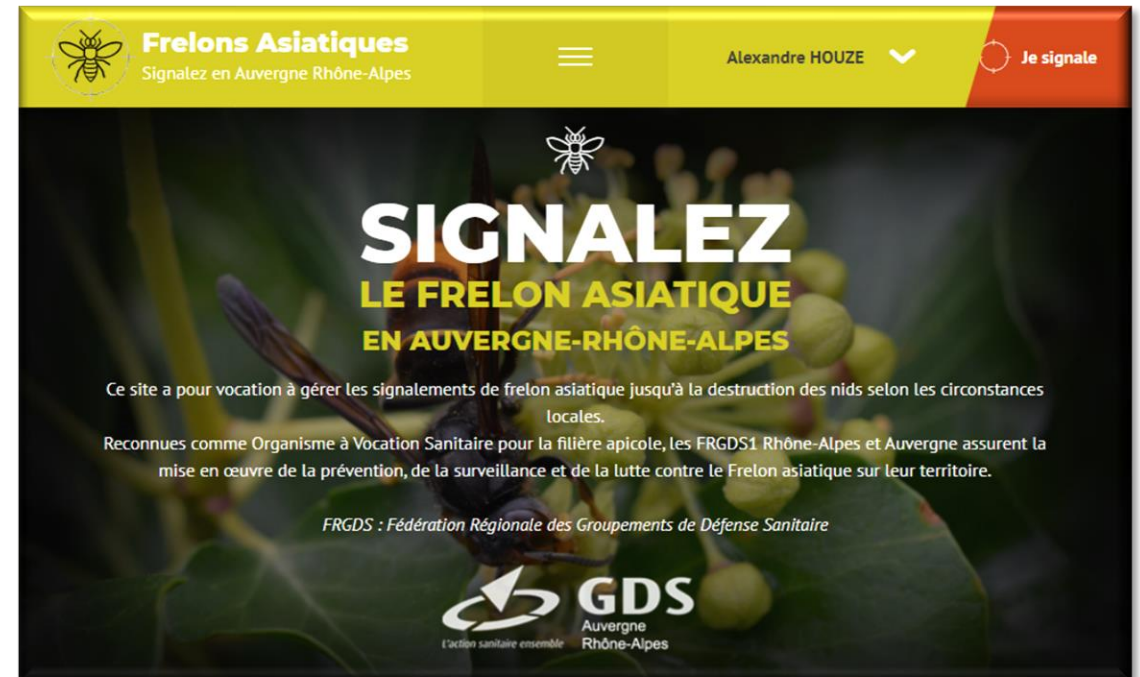 Frelons Asiatiques
Signalez en Auvergne Rhône-Alpes
Alexandre HOUZE
Je signale
SIGNALEZ
LE FRELON ASIATIQUE
EN AUVERGNE-RHÔNE-ALPES
Ce site a pour vocation à gérer les signalements de frelon asiatique jusqu'à la destruction des nids selon les circonstances
locales.
Reconnues comme Organisme à Vocation Sanitaire pour la filière apicole, les FRGDS1 Rhône-Alpes et Auvergne assurent la
mise en œuvre de la prévention, de la surveillance et de la lutte contre le Frelon asiatique sur leur territoire.
FRGDS : Fédération Régionale des Groupements de Défense Sanitaire
GDS
Auvergne
Rhône-Alpes
L'action sanitaire ensemble